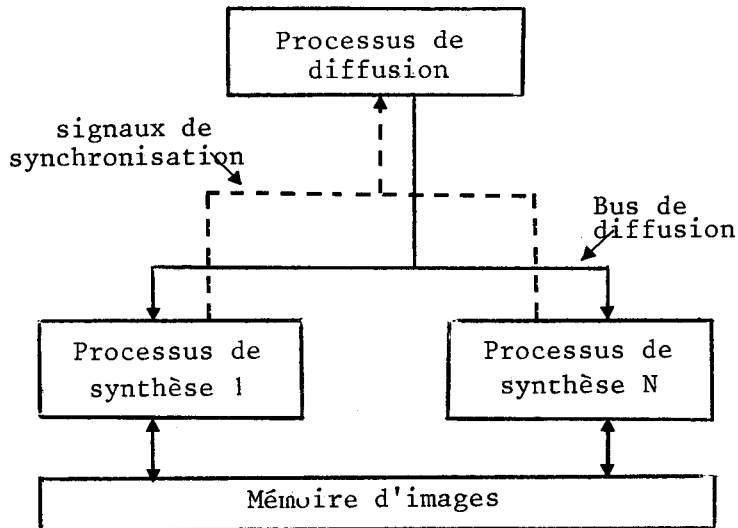 Processus de
diffusion
signaux de
synchronisation
Bus de
diffusion
Processus de
synthèse 1
Processus de
synthèse N
Mémoire d'images